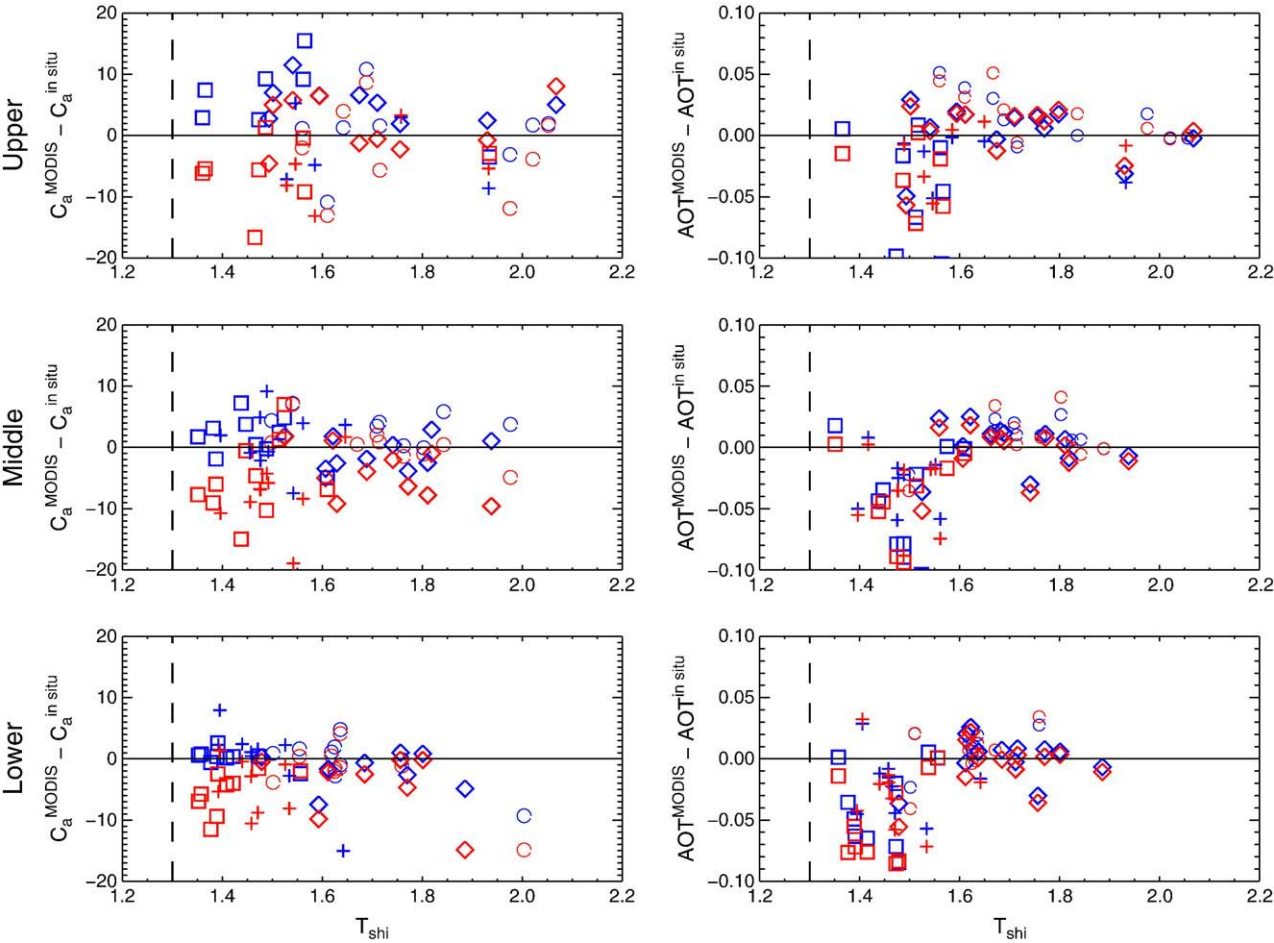 Upper
C_a^MODIS − C_a^in situ
20
10
0
−10
−20
1.2 1.4 1.6 1.8 2.0 2.2
AOT^MODIS − AOT^in situ
0.10
0.05
0.00
−0.05
−0.10
1.2 1.4 1.6 1.8 2.0 2.2
Middle
C_a^MODIS − C_a^in situ
20
10
0
−10
−20
1.2 1.4 1.6 1.8 2.0 2.2
AOT^MODIS − AOT^in situ
0.10
0.05
0.00
−0.05
−0.10
1.2 1.4 1.6 1.8 2.0 2.2
Lower
C_a^MODIS − C_a^in situ
20
10
0
−10
−20
1.2 1.4 1.6 1.8 2.0 2.2
T_shi
AOT^MODIS − AOT^in situ
0.10
0.05
0.00
−0.05
−0.10
1.2 1.4 1.6 1.8 2.0 2.2
T_shi